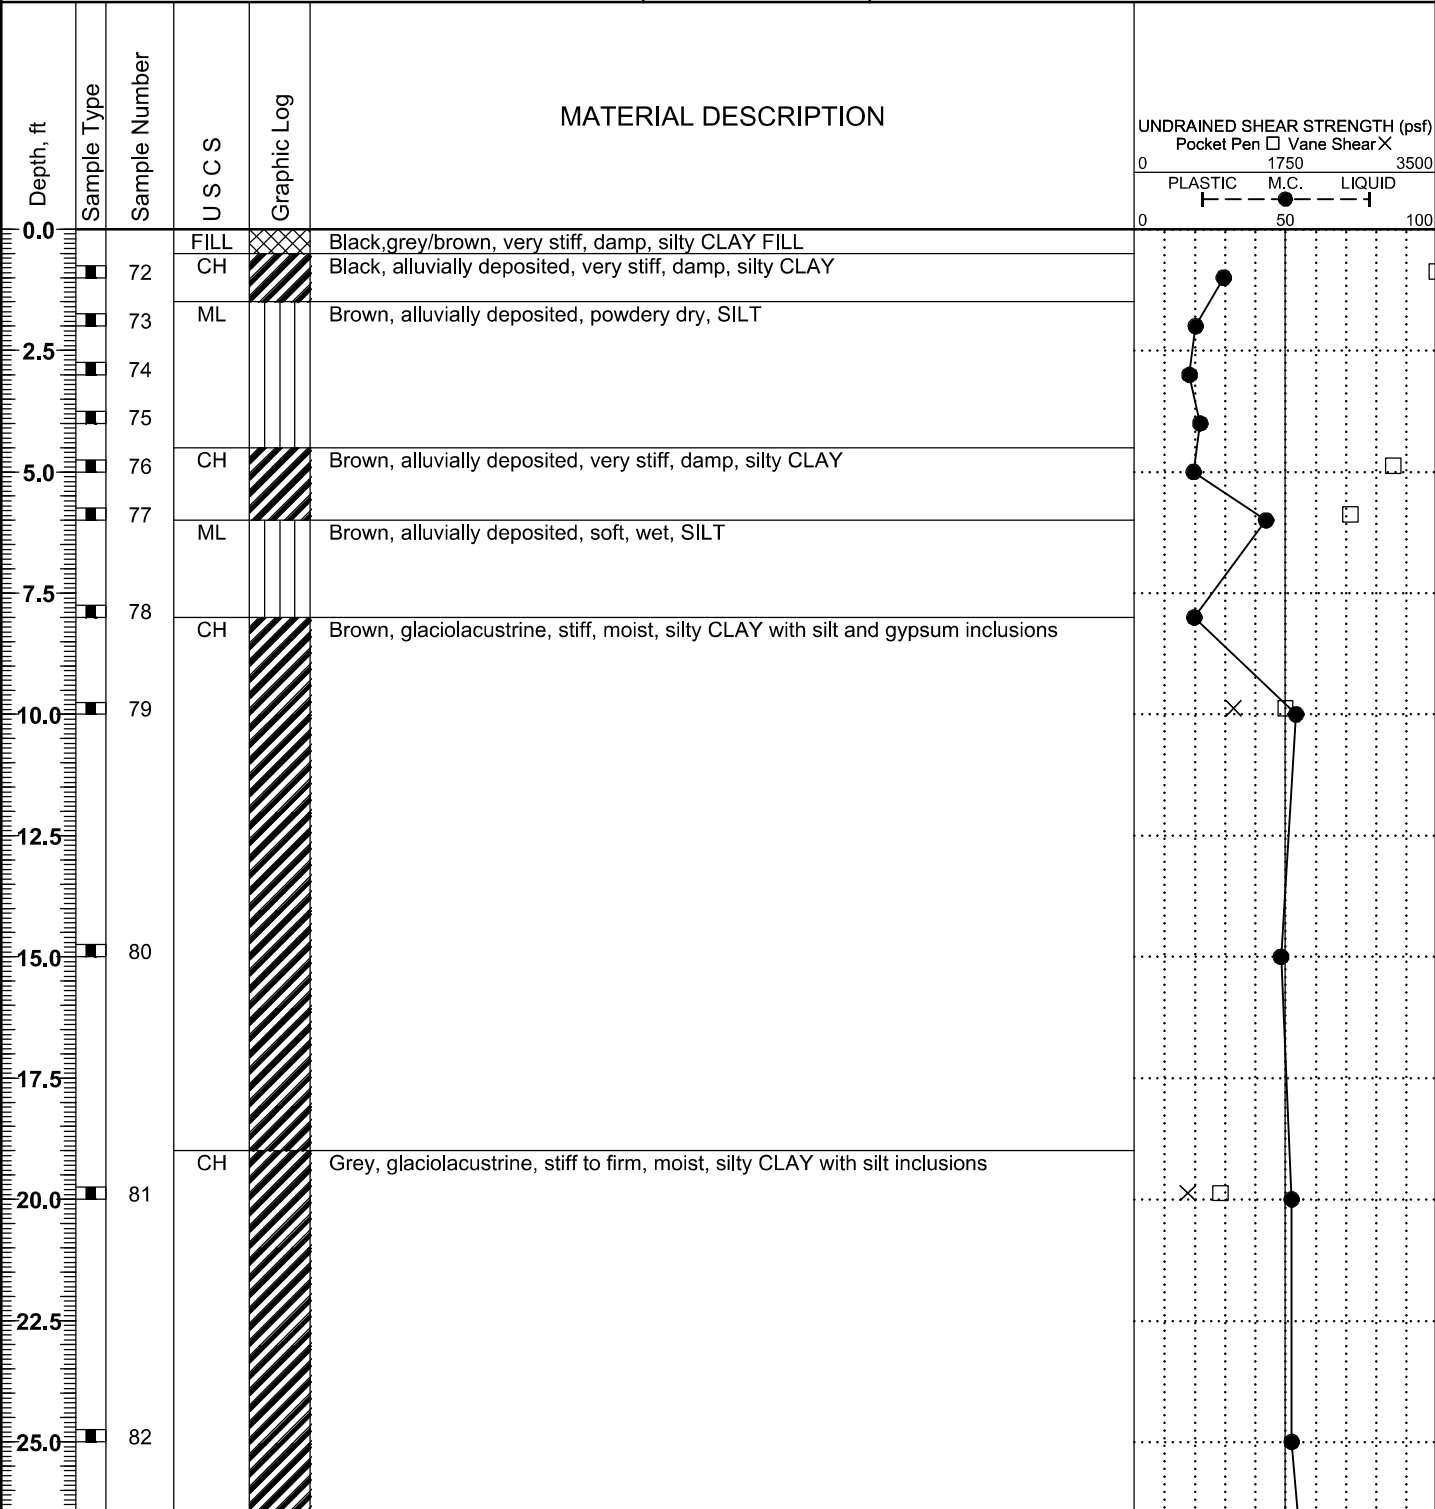 Depth, ft
Sample Type
Sample Number
U S C S
Graphic Log
MATERIAL DESCRIPTION
UNDRAINED SHEAR STRENGTH (psf)
Pocket Pen □ Vane Shear ×
0 1750 3500
PLASTIC M.C. LIQUID
0 50 100
0.0
FILL Black,grey/brown, very stiff, damp, silty CLAY FILL
72 CH Black, alluvially deposited, very stiff, damp, silty CLAY
73 ML Brown, alluvially deposited, powdery dry, SILT
2.5
74
75
76 CH Brown, alluvially deposited, very stiff, damp, silty CLAY
5.0
77
ML Brown, alluvially deposited, soft, wet, SILT
7.5
78
CH Brown, glaciolacustrine, stiff, moist, silty CLAY with silt and gypsum inclusions
79
10.0
12.5
80
15.0
17.5
CH Grey, glaciolacustrine, stiff to firm, moist, silty CLAY with silt inclusions
81
20.0
22.5
82
25.0